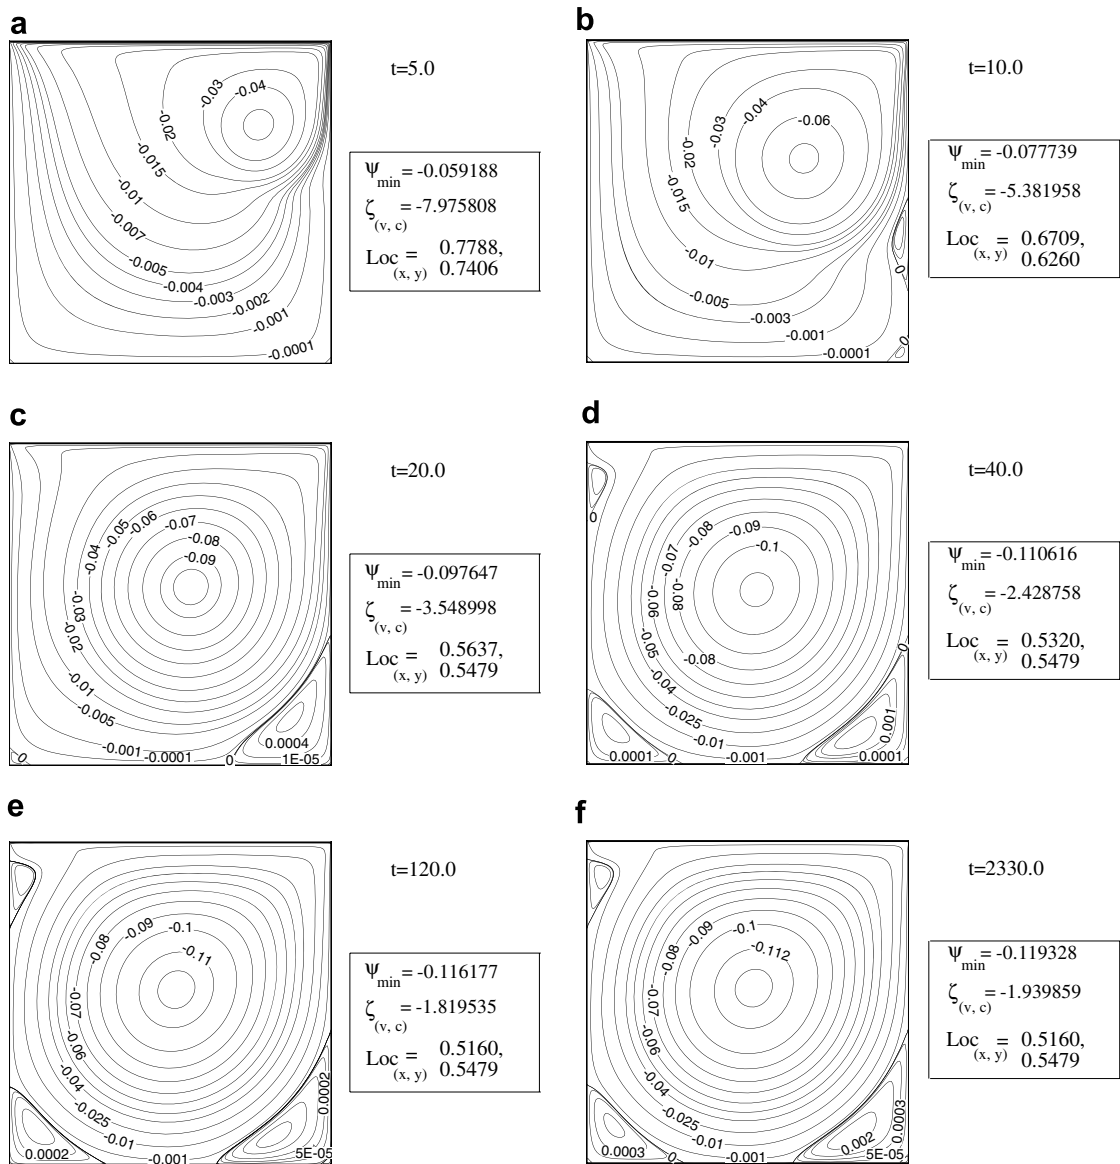 a
t=5.0
-0.03
-0.04
-0.02
-0.015
-0.01
-0.007
-0.005
-0.004
-0.003
-0.002
-0.001
-0.0001
Ψmin = -0.059188
ζ(v, c) = -7.975808
Loc(x, y) = 0.7788,
0.7406
b
t=10.0
-0.04
-0.03
-0.06
-0.02
-0.015
-0.01
-0.005
-0.003
-0.001
-0.0001
0
0
Ψmin = -0.077739
ζ(v, c) = -5.381958
Loc(x, y) = 0.6709,
0.6260
c
t=20.0
-0.04
-0.05
-0.06
-0.07
-0.08
-0.09
-0.03
-0.02
-0.01
-0.005
-0.001
-0.0001
0
0
0.0004
1E-05
Ψmin = -0.097647
ζ(v, c) = -3.548998
Loc(x, y) = 0.5637,
0.5479
d
t=40.0
0
-0.07
-0.08
-0.09
-0.1
-0.06
-0.08
-0.05
-0.08
-0.04
-0.025
-0.01
-0.001
0.0001
0
0
0.001
0.0001
Ψmin = -0.110616
ζ(v, c) = -2.428758
Loc(x, y) = 0.5320,
0.5479
e
t=120.0
-0.08
-0.09
-0.1
-0.11
-0.07
-0.06
-0.04
-0.025
-0.01
-0.001
0.0002
0.0002
5E-05
Ψmin = -0.116177
ζ(v, c) = -1.819535
Loc(x, y) = 0.5160,
0.5479
f
t=2330.0
-0.08
-0.09
-0.1
-0.112
-0.07
-0.06
-0.04
-0.025
-0.01
-0.001
0.0003
0
0.002
0.0003
5E-05
Ψmin = -0.119328
ζ(v, c) = -1.939859
Loc(x, y) = 0.5160,
0.5479